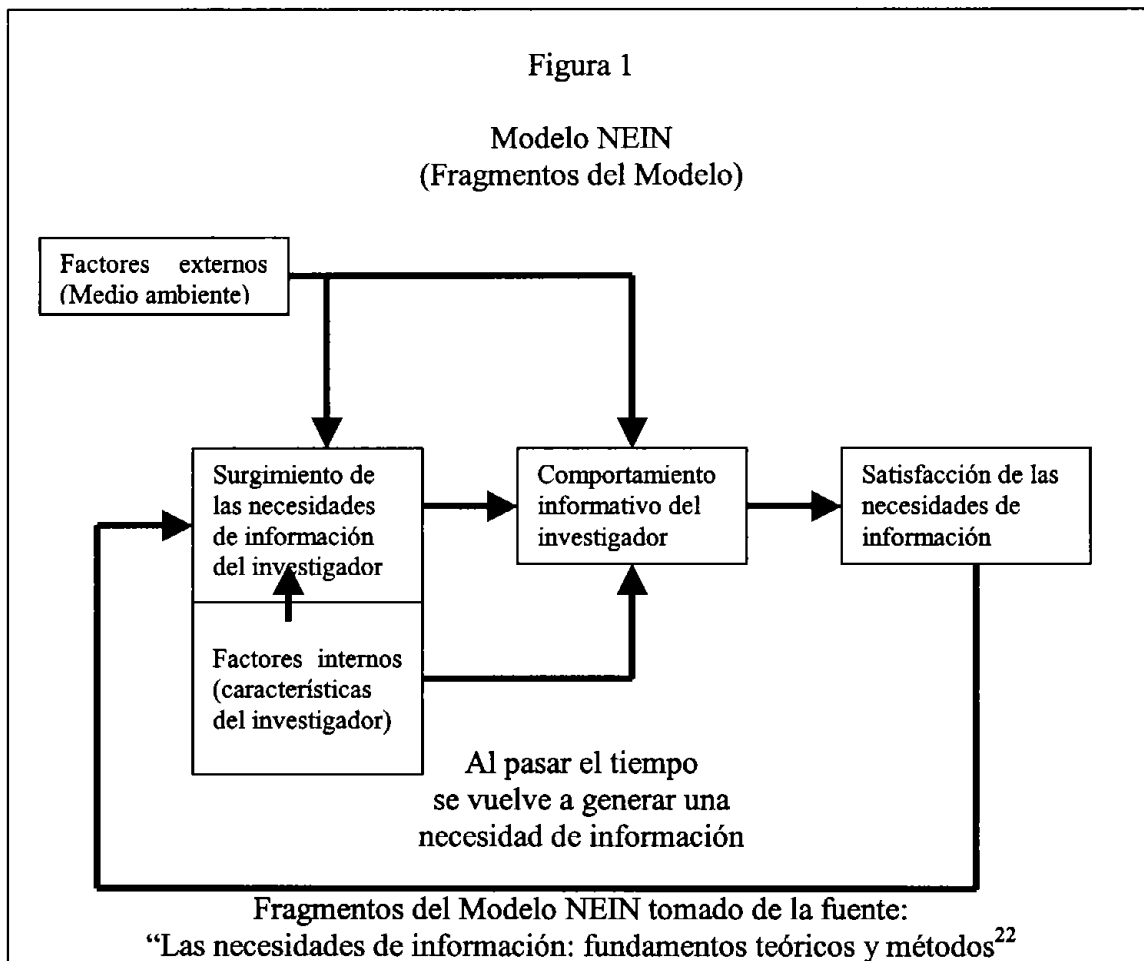 Figura 1
Modelo NEIN
(Fragmentos del Modelo)
Factores externos
(Medio ambiente)
Surgimiento de
las necesidades
de información
del investigador
Comportamiento
informativo del
investigador
Satisfacción de las
necesidades de
información
Factores internos
(características
del investigador)
Al pasar el tiempo
se vuelve a generar una
necesidad de información
Fragmentos del Modelo NEIN tomado de la fuente:
“Las necesidades de información: fundamentos teóricos y métodos²²